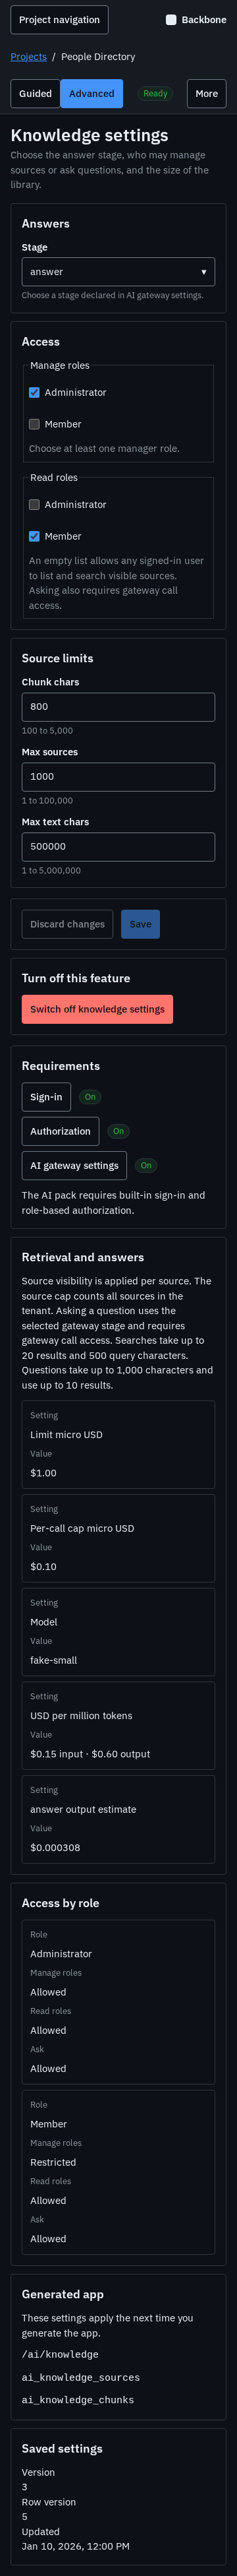 Project navigation
Backbone
Projects / People Directory
Guided
Advanced
Ready
More
Knowledge settings
Choose the answer stage, who may manage
sources or ask questions, and the size of the
library.
Answers
Stage
answer
Choose a stage declared in AI gateway settings.
Access
Manage roles
Administrator
Member
Choose at least one manager role.
Read roles
Administrator
Member
An empty list allows any signed-in user
to list and search visible sources.
Asking also requires gateway call
access.
Source limits
Chunk chars
800
100 to 5,000
Max sources
1000
1 to 100,000
Max text chars
500000
1 to 5,000,000
Discard changes
Save
Turn off this feature
Switch off knowledge settings
Requirements
Sign-in
On
Authorization
On
AI gateway settings
On
The AI pack requires built-in sign-in and
role-based authorization.
Retrieval and answers
Source visibility is applied per source. The
source cap counts all sources in the
tenant. Asking a question uses the
selected gateway stage and requires
gateway call access. Searches take up to
20 results and 500 query characters.
Questions take up to 1,000 characters and
use up to 10 results.
Setting
Limit micro USD
Value
$1.00
Setting
Per-call cap micro USD
Value
$0.10
Setting
Model
Value
fake-small
Setting
USD per million tokens
Value
$0.15 input · $0.60 output
Setting
answer output estimate
Value
$0.000308
Access by role
Role
Administrator
Manage roles
Allowed
Read roles
Allowed
Ask
Allowed
Role
Member
Manage roles
Restricted
Read roles
Allowed
Ask
Allowed
Generated app
These settings apply the next time you
generate the app.
/ai/knowledge
ai_knowledge_sources
ai_knowledge_chunks
Saved settings
Version
3
Row version
5
Updated
Jan 10, 2026, 12:00 PM